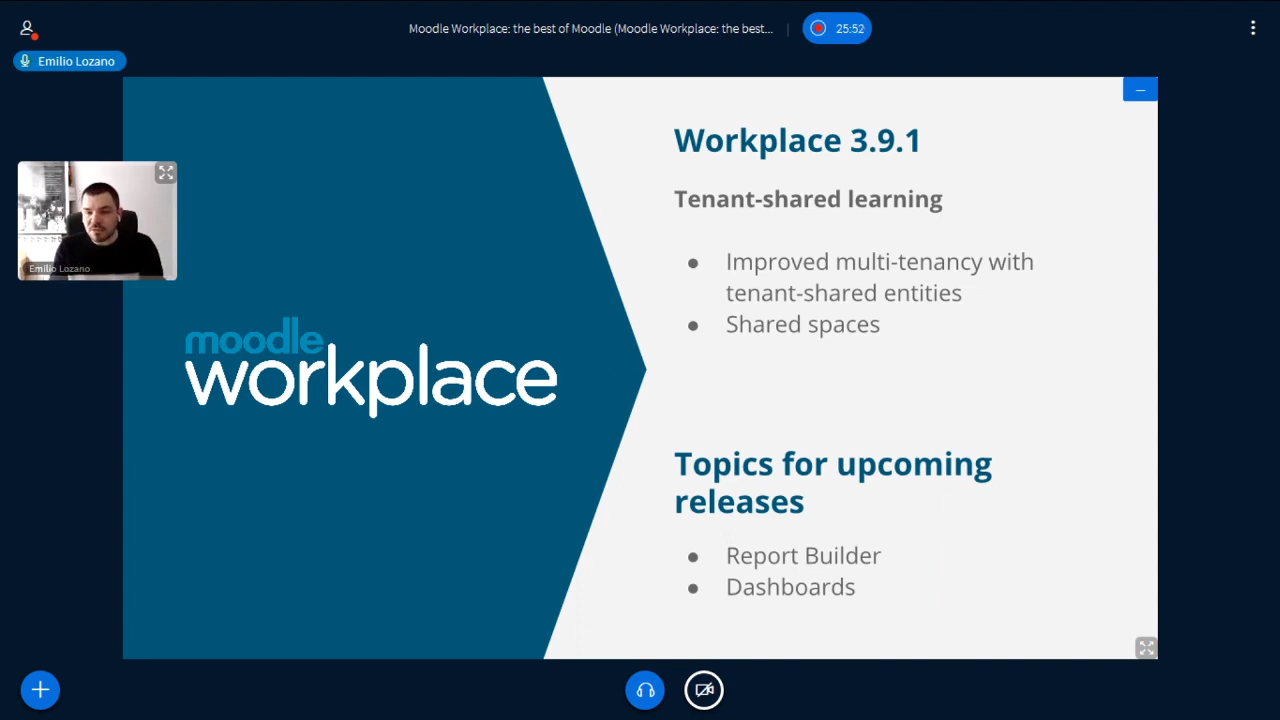 Moodle Workplace: the best of Moodle (Moodle Workplace: the best...
25:52
Emilio Lozano
Emilio Lozano
moodle
workplace
Workplace 3.9.1
Tenant-shared learning
● Improved multi-tenancy with
tenant-shared entities
● Shared spaces
Topics for upcoming
releases
● Report Builder
● Dashboards